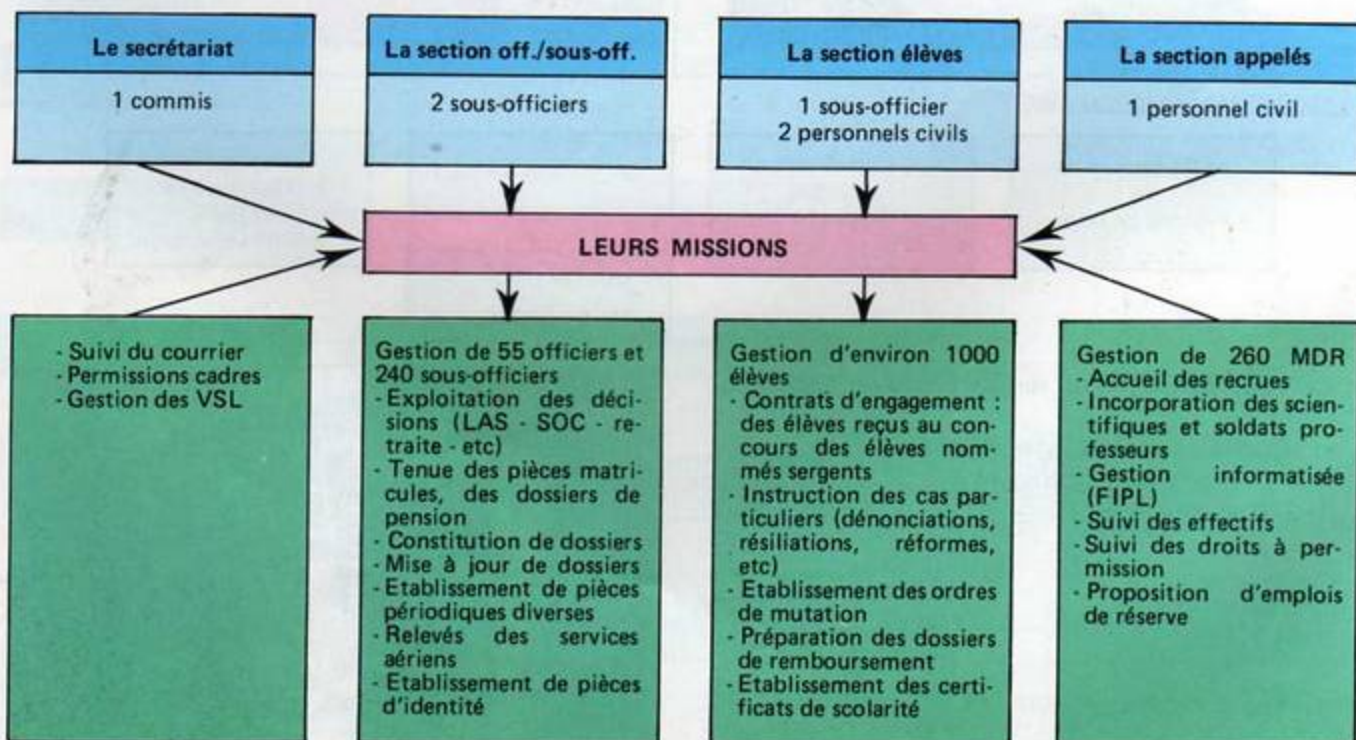 Le secrétariat
1 commis
La section off./sous-off.
2 sous-officiers
La section élèves
1 sous-officier
2 personnels civils
La section appelés
1 personnel civil
LEURS MISSIONS
- Suivi du courrier
- Permissions cadres
- Gestion des VSL
Gestion de 55 officiers et
240 sous-officiers
- Exploitation des déci-
sions (LAS - SOC - re-
traite - etc)
- Tenue des pièces matri-
cules, des dossiers de
pension
- Constitution de dossiers
- Mise à jour de dossiers
- Etablissement de pièces
périodiques diverses
- Relevés des services
aériens
- Etablissement de pièces
d'identité
Gestion d'environ 1000
élèves
- Contrats d'engagement :
des élèves reçus au con-
cours des élèves nom-
més sergents
- Instruction des cas par-
ticuliers (dénonciations,
résiliations, réformes,
etc)
- Etablissement des ordres
de mutation
- Préparation des dossiers
de remboursement
- Etablissement des certi-
ficats de scolarité
Gestion de 260 MDR
- Accueil des recrues
- Incorporation des scien-
tifiques et soldats pro-
fesseurs
- Gestion informatisée
(FIPL)
- Suivi des effectifs
- Suivi des droits à per-
mission
- Proposition d'emplois
de réserve